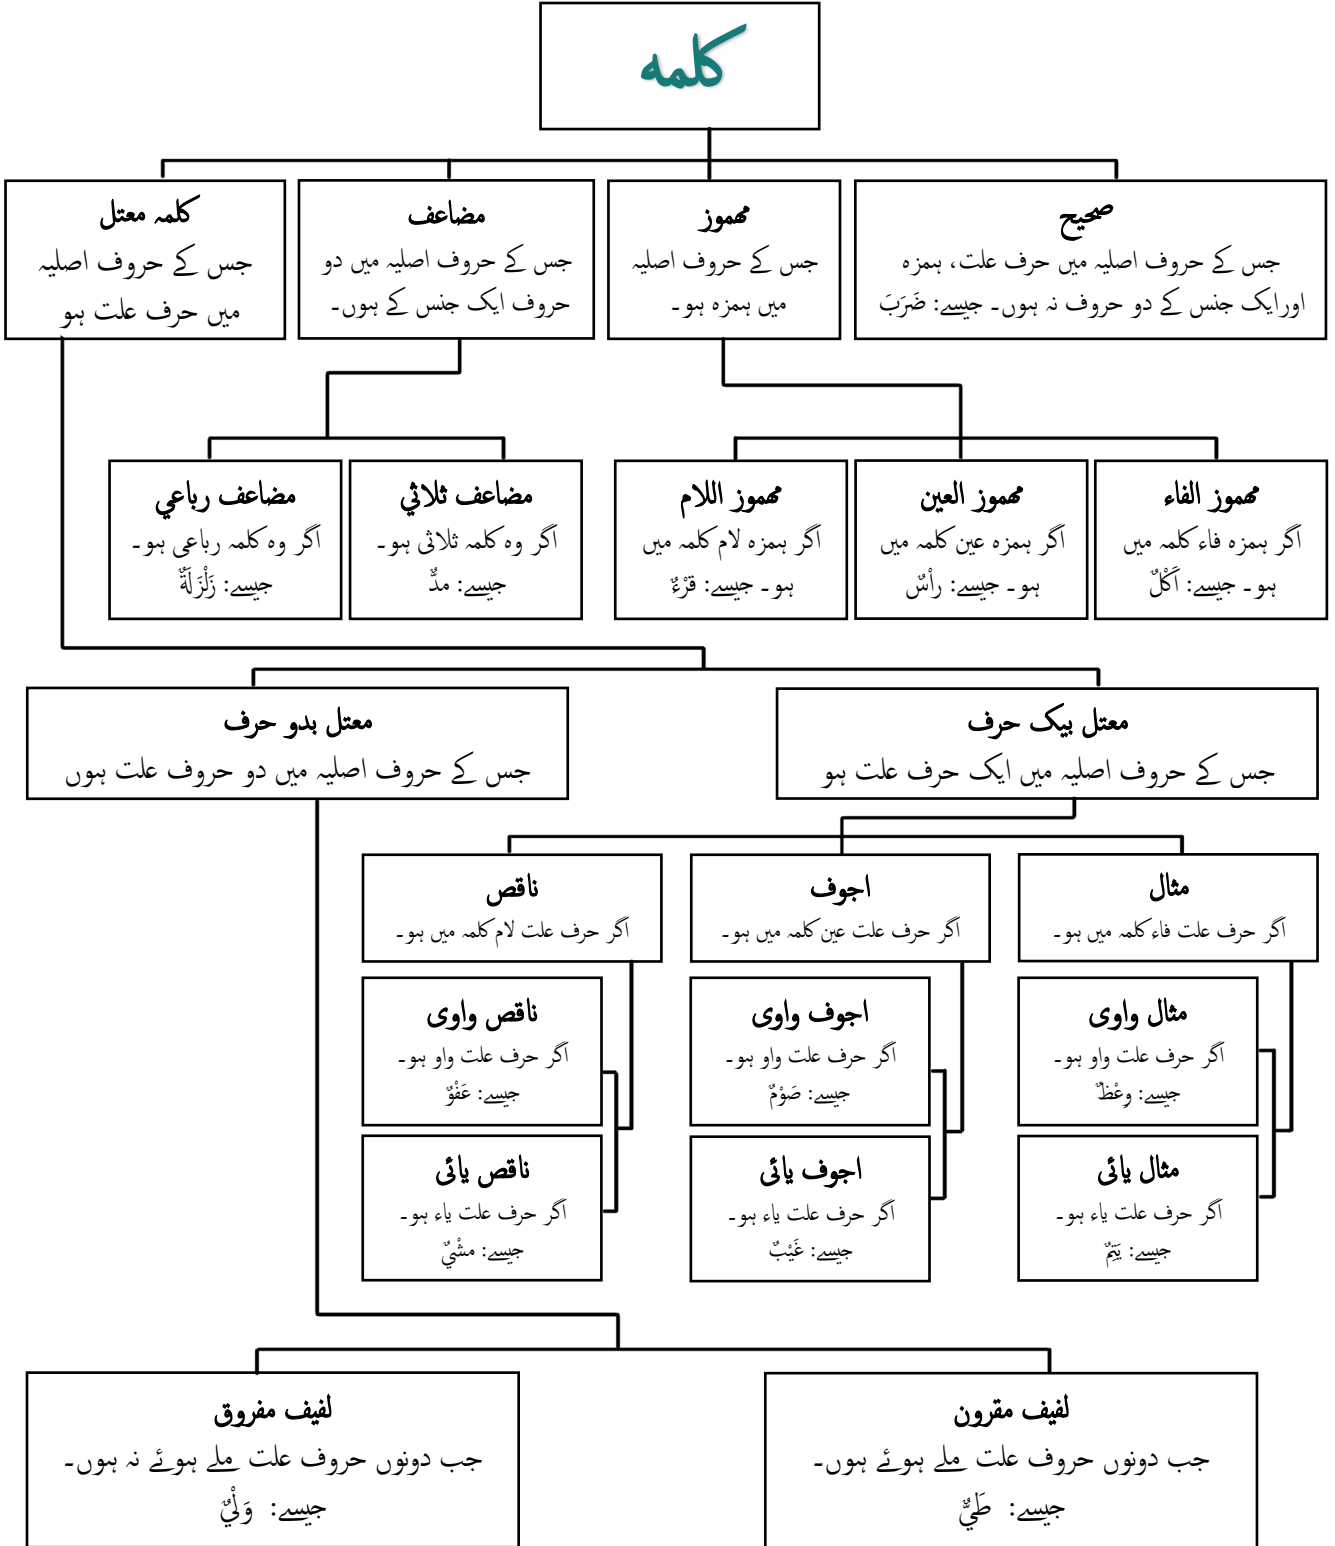 کلمه
صحیح
جس کے حروف اصلیہ میں حرف علت، ہمزہ
اورایک جنس کے دو حروف نہ ہوں۔ جیسے: ضَرَبَ
مھموز
جس کے حروف اصلیہ
میں ہمزہ ہو۔
مضاعف
جس کے حروف اصلیہ میں دو
حروف ایک جنس کے ہوں۔
کلمہ معتل
جس کے حروف اصلیہ
میں حرف علت ہو
مھموز الفاء
اگر ہمزہ فاء کلمہ میں
ہو۔ جیسے: اَکْلٌ
مھموز العین
اگر ہمزہ عین کلمہ میں
ہو۔ جیسے: راْسٌ
مھموز اللام
اگر ہمزہ لام کلمہ میں
ہو۔ جیسے: قرْءٌ
مضاعف ثلاثي
اگر وہ کلمہ ثلاثی ہو۔
جیسے: مدٌّ
مضاعف رباعي
اگر وہ کلمہ رباعی ہو۔
جیسے: زَلْزَلَةٌ
معتل بیک حرف
جس کے حروف اصلیہ میں ایک حرف علت ہو
معتل بدو حرف
جس کے حروف اصلیہ میں دو حروف علت ہوں
مثال
اگر حرف علت فاء کلمہ میں ہو۔
اجوف
اگر حرف علت عین کلمہ میں ہو۔
ناقص
اگر حرف علت لام کلمہ میں ہو۔
مثال واوی
اگر حرف علت واو ہو۔
جیسے: وِعْظٌ
اجوف واوی
اگر حرف علت واو ہو۔
جیسے: صَوْمٌ
ناقص واوی
اگر حرف علت واو ہو۔
جیسے: عَفْوٌ
مثال یائی
اگر حرف علت یاء ہو۔
جیسے: یَتِمٌ
اجوف یائی
اگر حرف علت یاء ہو۔
جیسے: غَیْبٌ
ناقص یائی
اگر حرف علت یاء ہو۔
جیسے: مشْيٌ
لفیف مقرون
جب دونوں حروف علت ملے ہوئے ہوں۔
جیسے: طَيٌّ
لفیف مفروق
جب دونوں حروف علت ملے ہوئے نہ ہوں۔
جیسے: وَلْيٌ